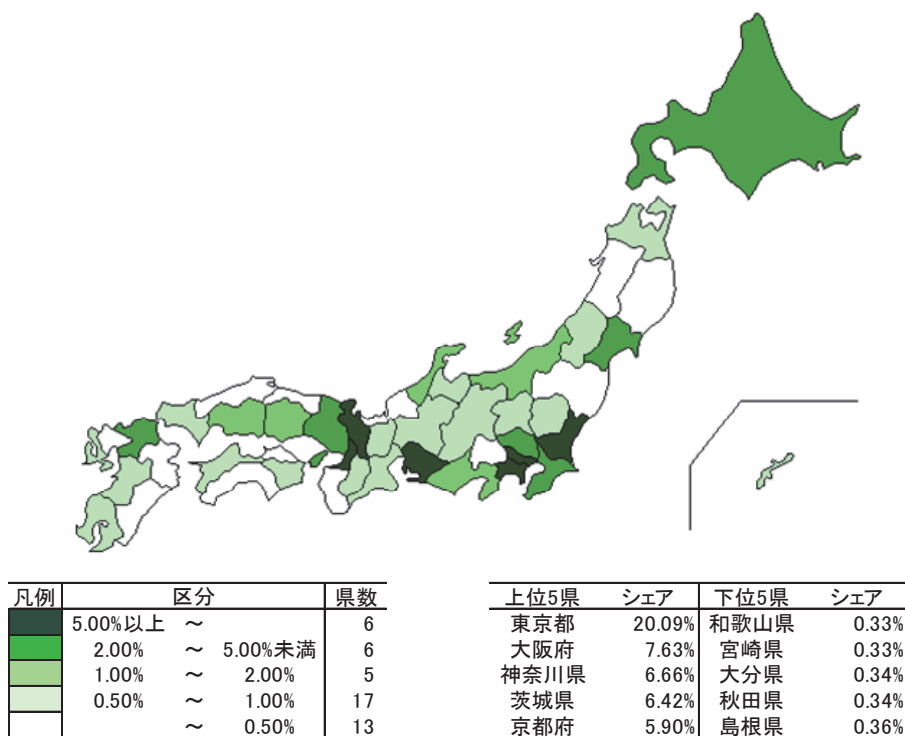 凡例 区分 県数
5.00%以上 ～ 6
2.00% ～ 5.00%未満 6
1.00% ～ 2.00% 5
0.50% ～ 1.00% 17
～ 0.50% 13
上位5県 シェア 下位5県 シェア
東京都 20.09% 和歌山県 0.33%
大阪府 7.63% 宮崎県 0.33%
神奈川県 6.66% 大分県 0.34%
茨城県 6.42% 秋田県 0.34%
京都府 5.90% 島根県 0.36%